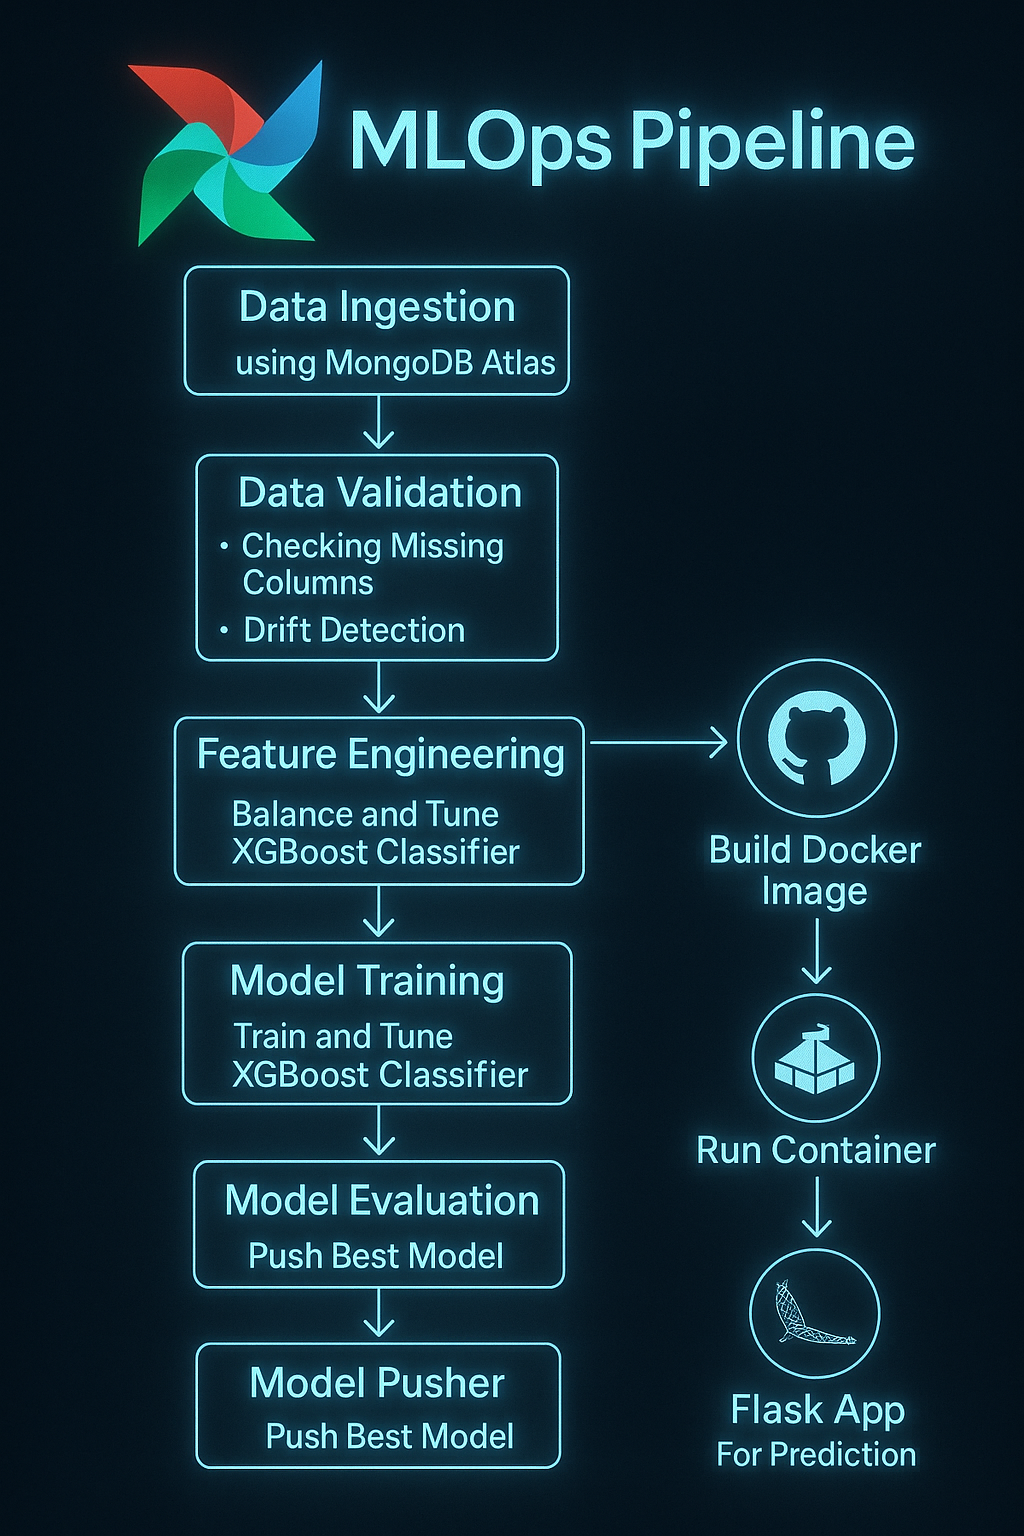 MLOps Pipeline
Data Ingestion
using MongoDB Atlas
Data Validation
• Checking Missing
Columns
• Drift Detection
Feature Engineering
Balance and Tune
XGBoost Classifier
Model Training
Train and Tune
XGBoost Classifier
Model Evaluation
Push Best Model
Model Pusher
Push Best Model
Build Docker
Image
Run Container
Flask App
For Prediction